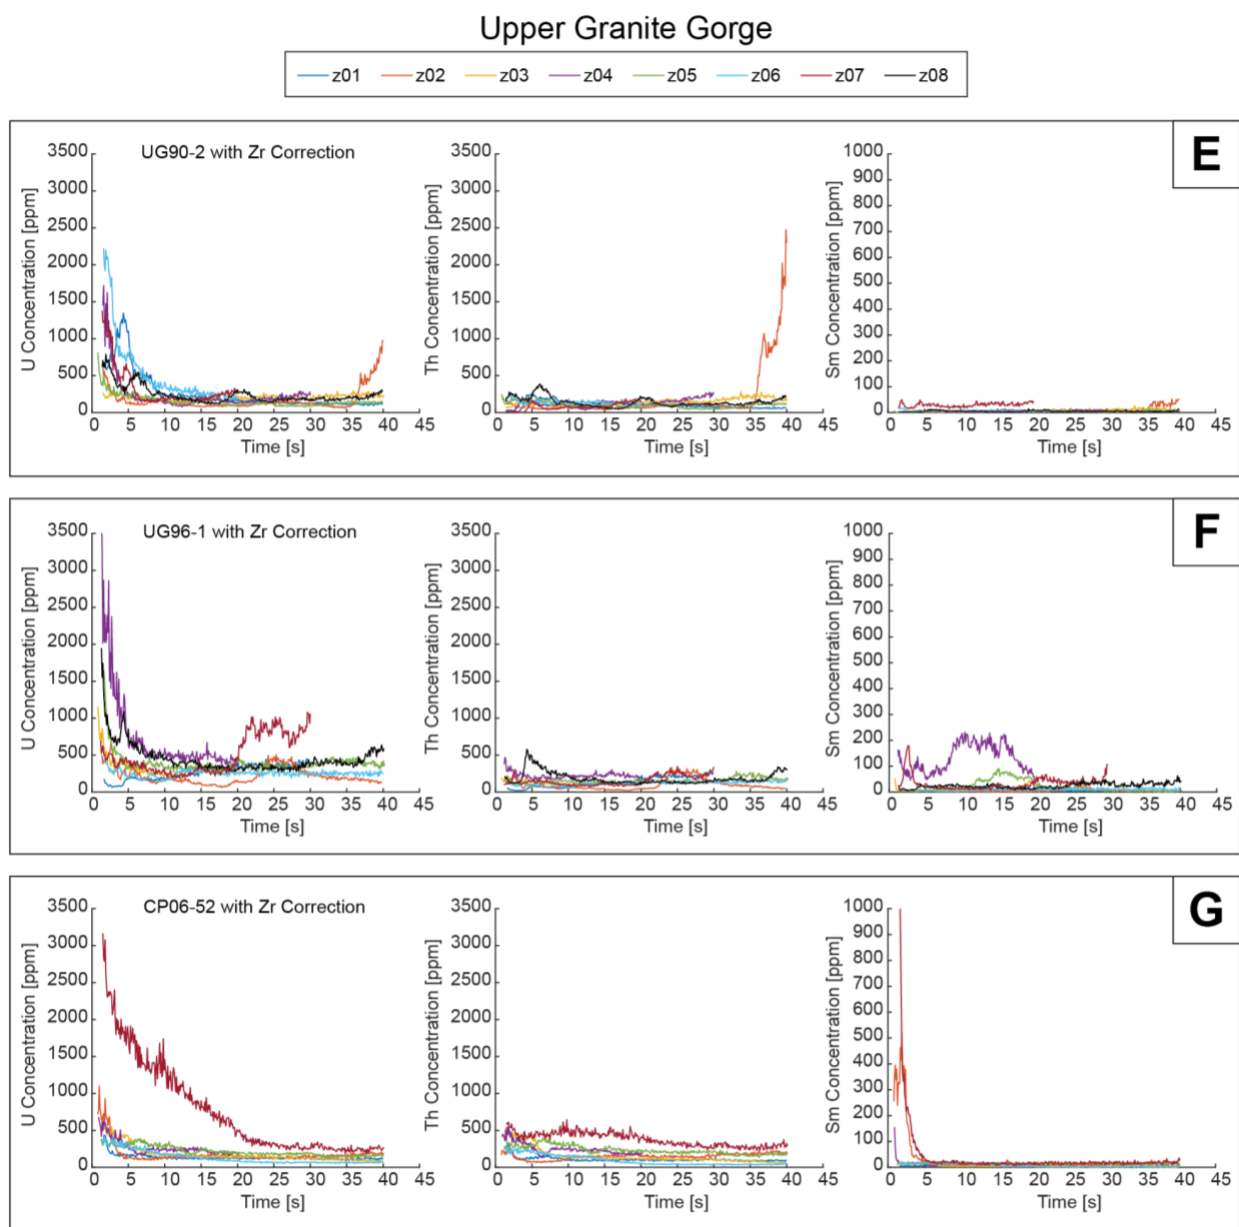 Upper Granite Gorge
z01 z02 z03 z04 z05 z06 z07 z08
E
UG90-2 with Zr Correction
U Concentration [ppm]
3500
3000
2500
2000
1500
1000
500
0
0 5 10 15 20 25 30 35 40 45
Time [s]
Th Concentration [ppm]
3500
3000
2500
2000
1500
1000
500
0
0 5 10 15 20 25 30 35 40 45
Time [s]
Sm Concentration [ppm]
1000
900
800
700
600
500
400
300
200
100
0
0 5 10 15 20 25 30 35 40 45
Time [s]
F
UG96-1 with Zr Correction
U Concentration [ppm]
3500
3000
2500
2000
1500
1000
500
0
0 5 10 15 20 25 30 35 40 45
Time [s]
Th Concentration [ppm]
3500
3000
2500
2000
1500
1000
500
0
0 5 10 15 20 25 30 35 40 45
Time [s]
Sm Concentration [ppm]
1000
900
800
700
600
500
400
300
200
100
0
0 5 10 15 20 25 30 35 40 45
Time [s]
G
CP06-52 with Zr Correction
U Concentration [ppm]
3500
3000
2500
2000
1500
1000
500
0
0 5 10 15 20 25 30 35 40 45
Time [s]
Th Concentration [ppm]
3500
3000
2500
2000
1500
1000
500
0
0 5 10 15 20 25 30 35 40 45
Time [s]
Sm Concentration [ppm]
1000
900
800
700
600
500
400
300
200
100
0
0 5 10 15 20 25 30 35 40 45
Time [s]